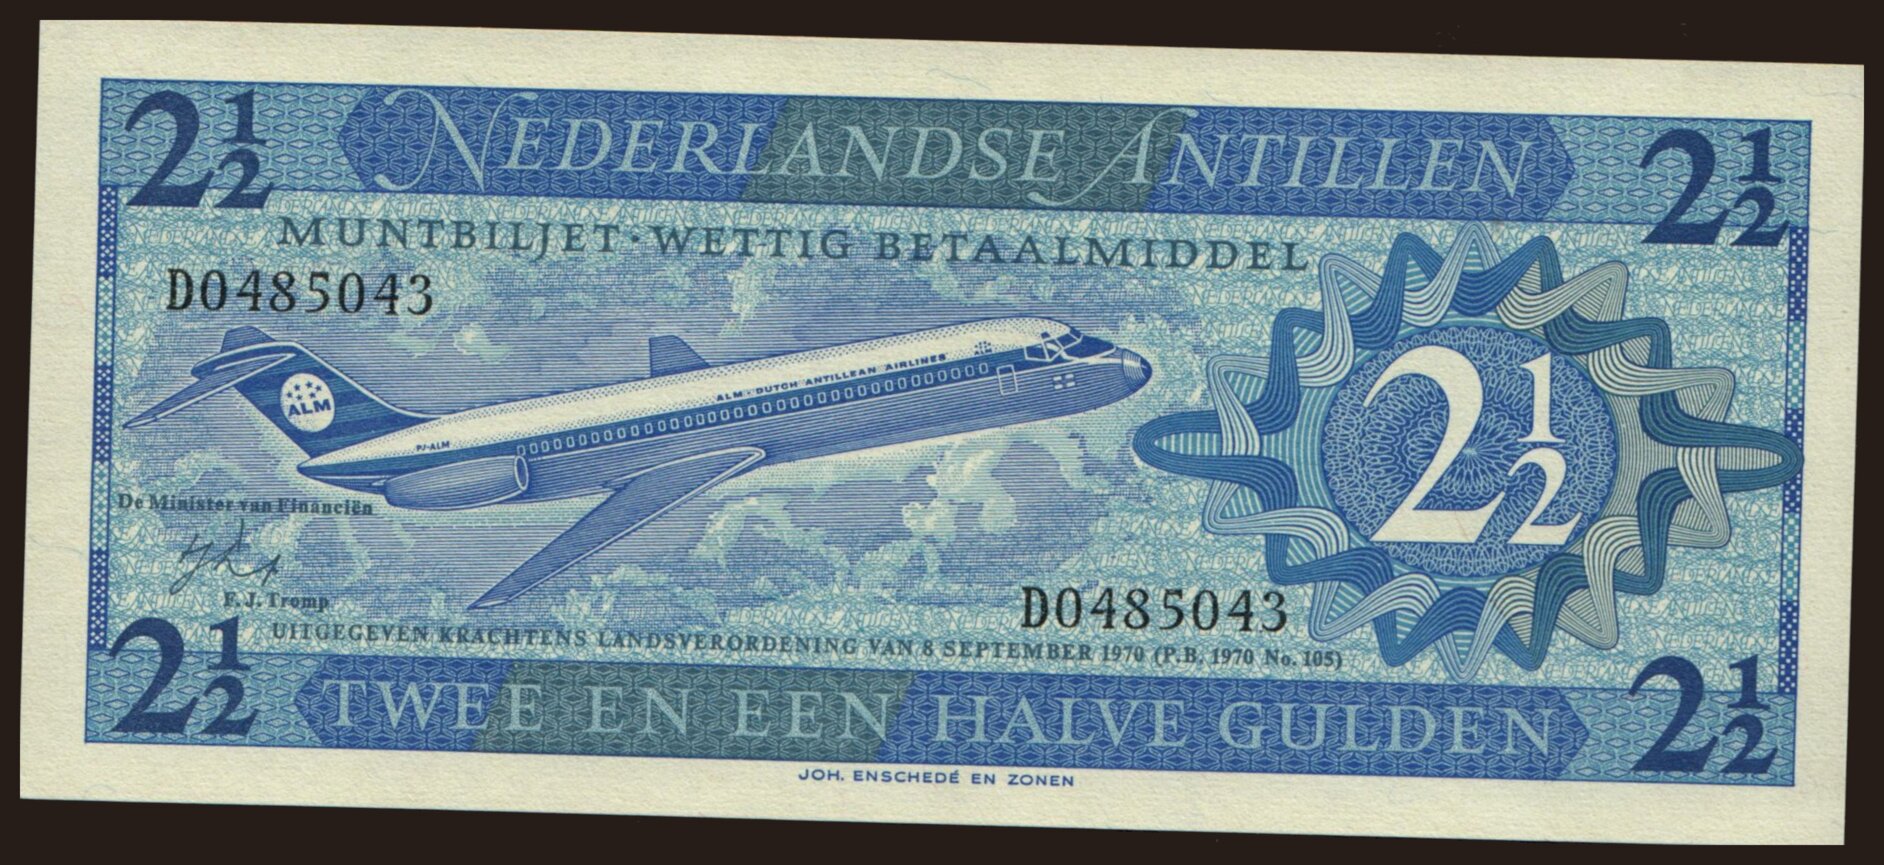 2½ NEDERLANDSE ANTILLEN 2½
MUNTBILJET · WETTIG BETAALMIDDEL
D0485043
ALM
ALM · DUTCH ANTILLEAN AIRLINES ALM
PJ-ALM
2½
De Minister van Financiën
F. J. Tromp
D0485043
UITGEGEVEN KRACHTENS LANDSVERORDENING VAN 8 SEPTEMBER 1970 (P.B. 1970 No. 105)
2½ TWEE EN EEN HALVE GULDEN 2½
JOH. ENSCHEDÉ EN ZONEN